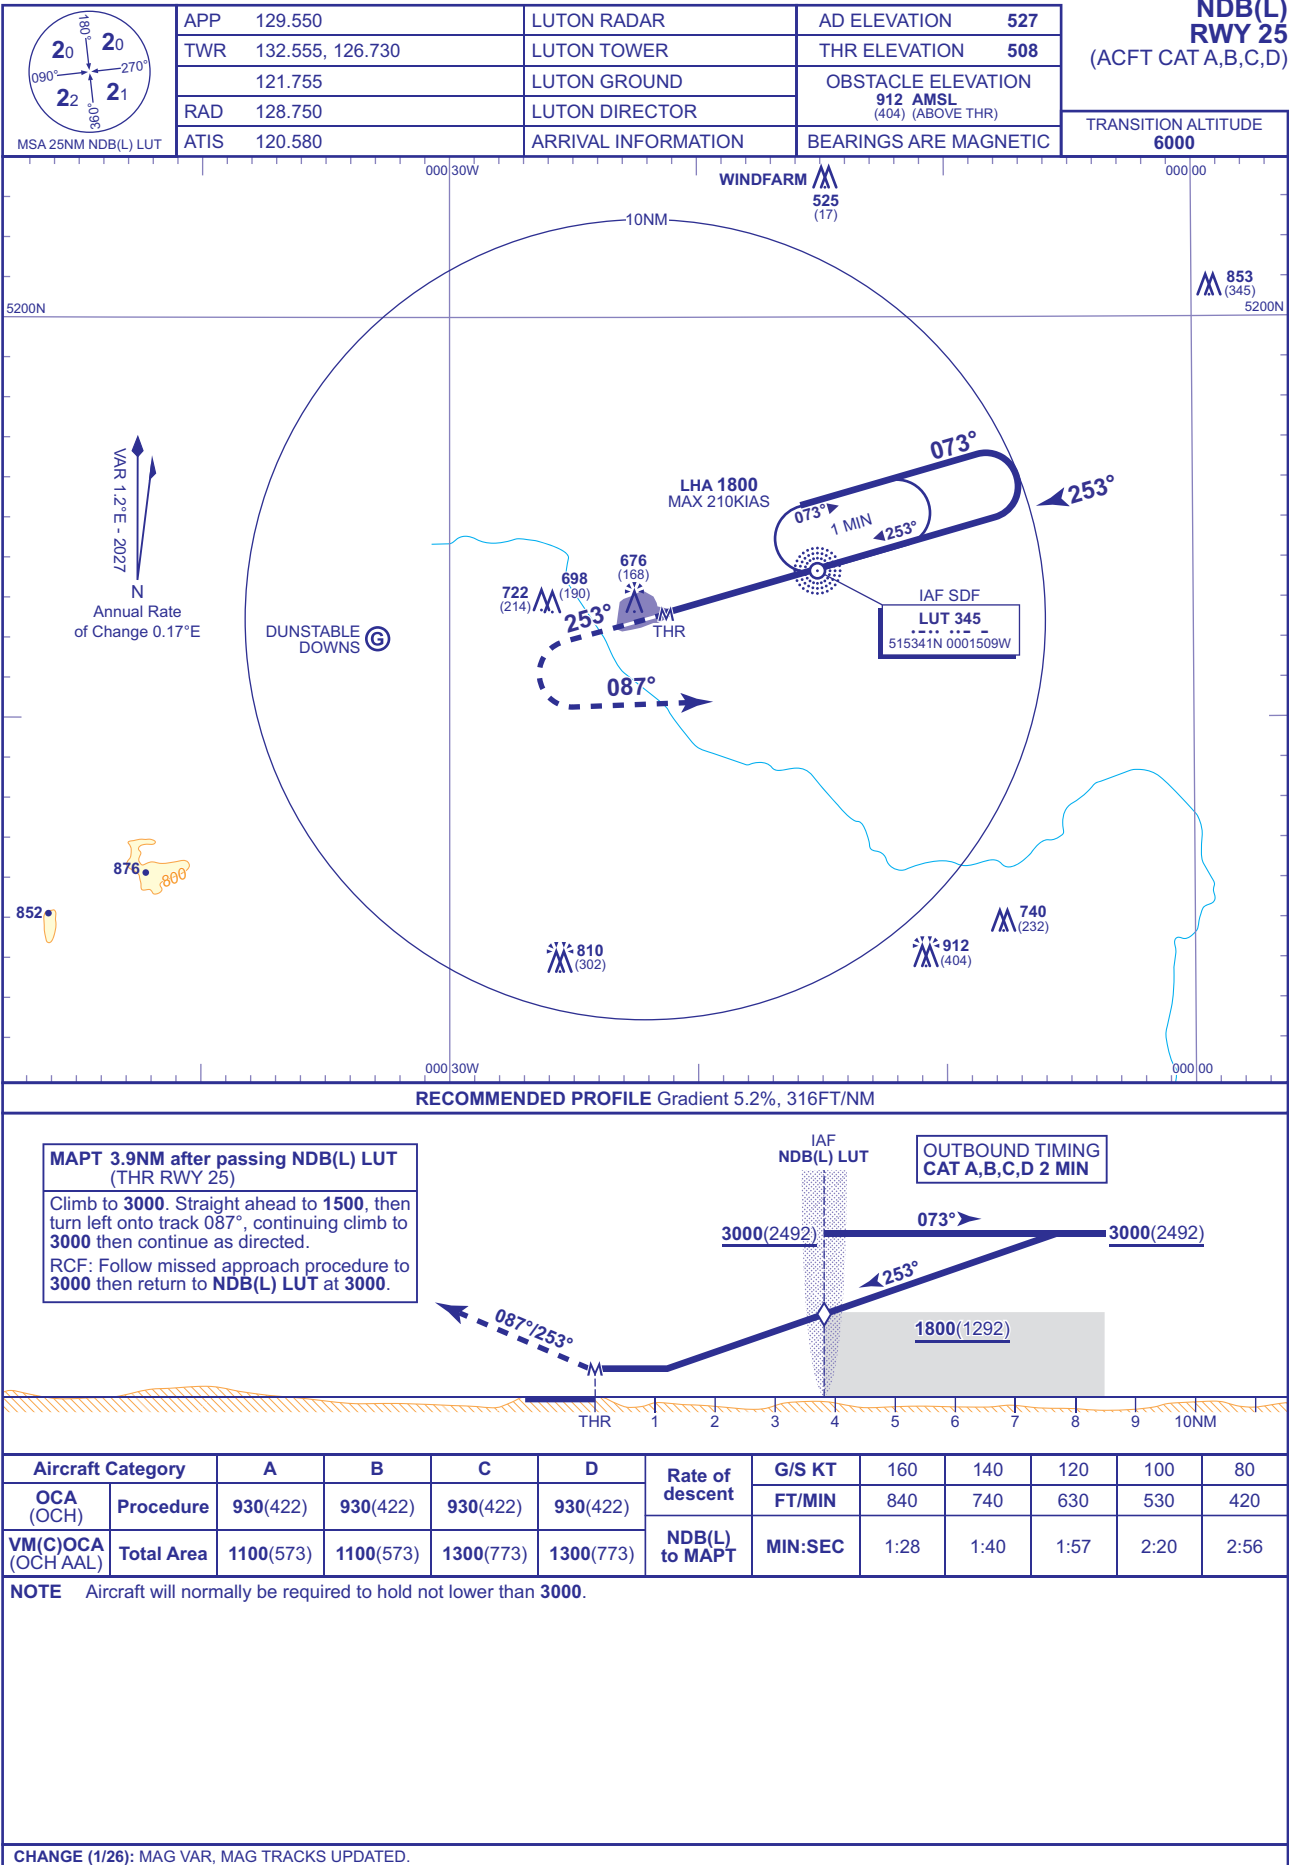 NDB(L)
RWY 25
(ACFT CAT A,B,C,D)
TRANSITION ALTITUDE
6000
180°
20 20
090° 270°
22 21
360°
MSA 25NM NDB(L) LUT
APP 129.550 LUTON RADAR AD ELEVATION 527
TWR 132.555, 126.730 LUTON TOWER THR ELEVATION 508
121.755 LUTON GROUND OBSTACLE ELEVATION
912 AMSL
(404) (ABOVE THR)
RAD 128.750 LUTON DIRECTOR
ATIS 120.580 ARRIVAL INFORMATION BEARINGS ARE MAGNETIC
000 30W
WINDFARM
525
(17)
000 00
10NM
853
(345)
5200N
5200N
073°
253°
LHA 1800
MAX 210KIAS
073°
1 MIN
253°
VAR 1.2°E - 2027
N
Annual Rate
of Change 0.17°E
676
(168)
698
(190)
722
(214)
253°
THR
IAF SDF
LUT 345
515341N 0001509W
DUNSTABLE
DOWNS
G
087°
876
800
852
810
(302)
740
(232)
912
(404)
000 30W
000 00
RECOMMENDED PROFILE Gradient 5.2%, 316FT/NM
MAPT 3.9NM after passing NDB(L) LUT
(THR RWY 25)
Climb to 3000. Straight ahead to 1500, then
turn left onto track 087°, continuing climb to
3000 then continue as directed.
RCF: Follow missed approach procedure to
3000 then return to NDB(L) LUT at 3000.
IAF
NDB(L) LUT
OUTBOUND TIMING
CAT A,B,C,D 2 MIN
3000(2492)
073°
3000(2492)
253°
1800(1292)
087°/253°
THR 1 2 3 4 5 6 7 8 9 10NM
Aircraft Category A B C D Rate of descent G/S KT 160 140 120 100 80
OCA (OCH) Procedure 930(422) 930(422) 930(422) 930(422) FT/MIN 840 740 630 530 420
VM(C)OCA (OCH AAL) Total Area 1100(573) 1100(573) 1300(773) 1300(773) NDB(L) to MAPT MIN:SEC 1:28 1:40 1:57 2:20 2:56
NOTE Aircraft will normally be required to hold not lower than 3000.
CHANGE (1/26): MAG VAR, MAG TRACKS UPDATED.